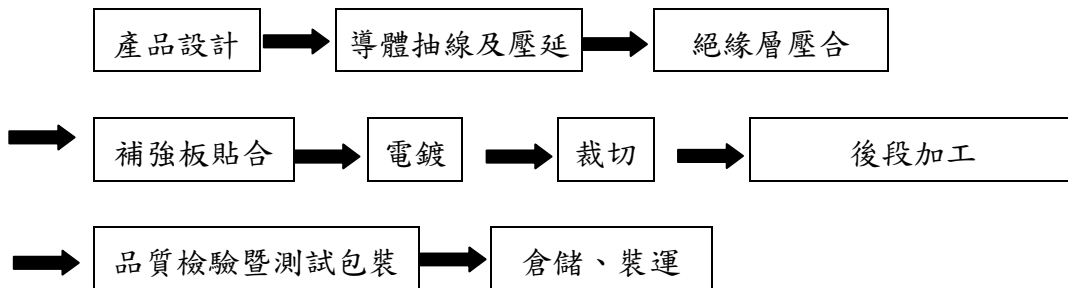 產品設計 導體抽線及壓延 絕緣層壓合
補強板貼合 電鍍 裁切 後段加工
品質檢驗暨測試包裝 倉儲、裝運